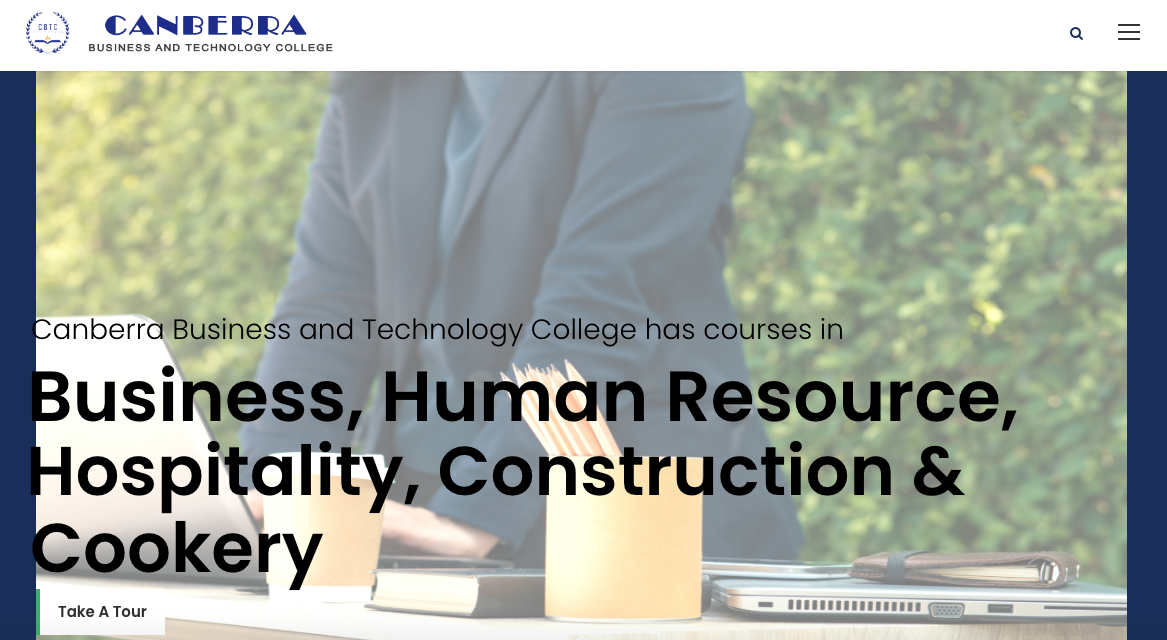 CBTC
CANBERRA
BUSINESS AND TECHNOLOGY COLLEGE
Canberra Business and Technology College has courses in
Business, Human Resource,
Hospitality, Construction &
Cookery
Take A Tour